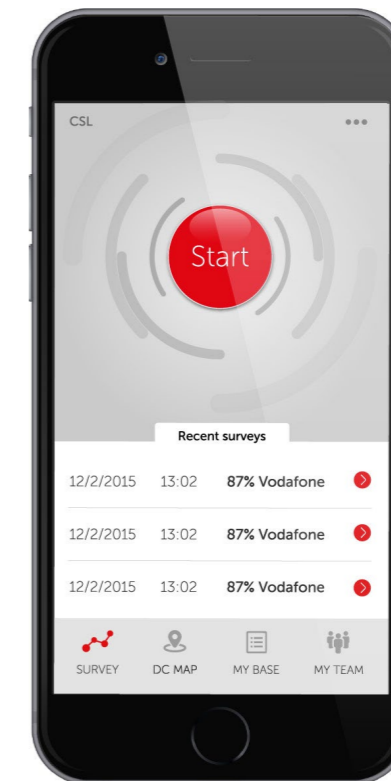 CSL
Start
Recent surveys
12/2/2015 13:02 87% Vodafone
12/2/2015 13:02 87% Vodafone
12/2/2015 13:02 87% Vodafone
SURVEY DC MAP MY BASE MY TEAM